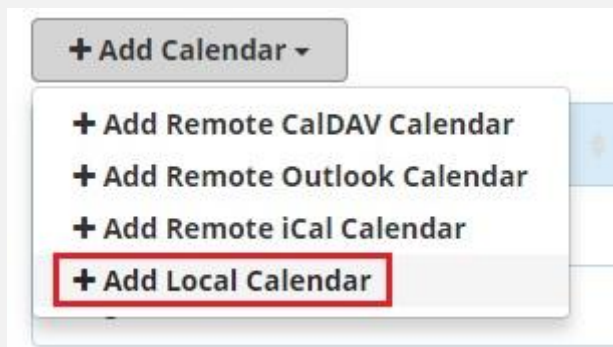 + Add Calendar
+ Add Remote CalDAV Calendar
+ Add Remote Outlook Calendar
+ Add Remote iCal Calendar
+ Add Local Calendar